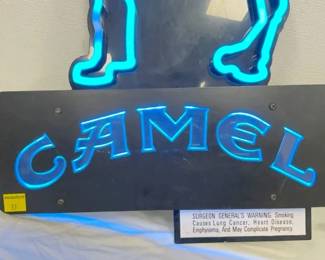 CAMEL
SURGEON GENERAL'S WARNING: Smoking
Causes Lung Cancer, Heart Disease,
Emphysema, And May Complicate Pregnancy.